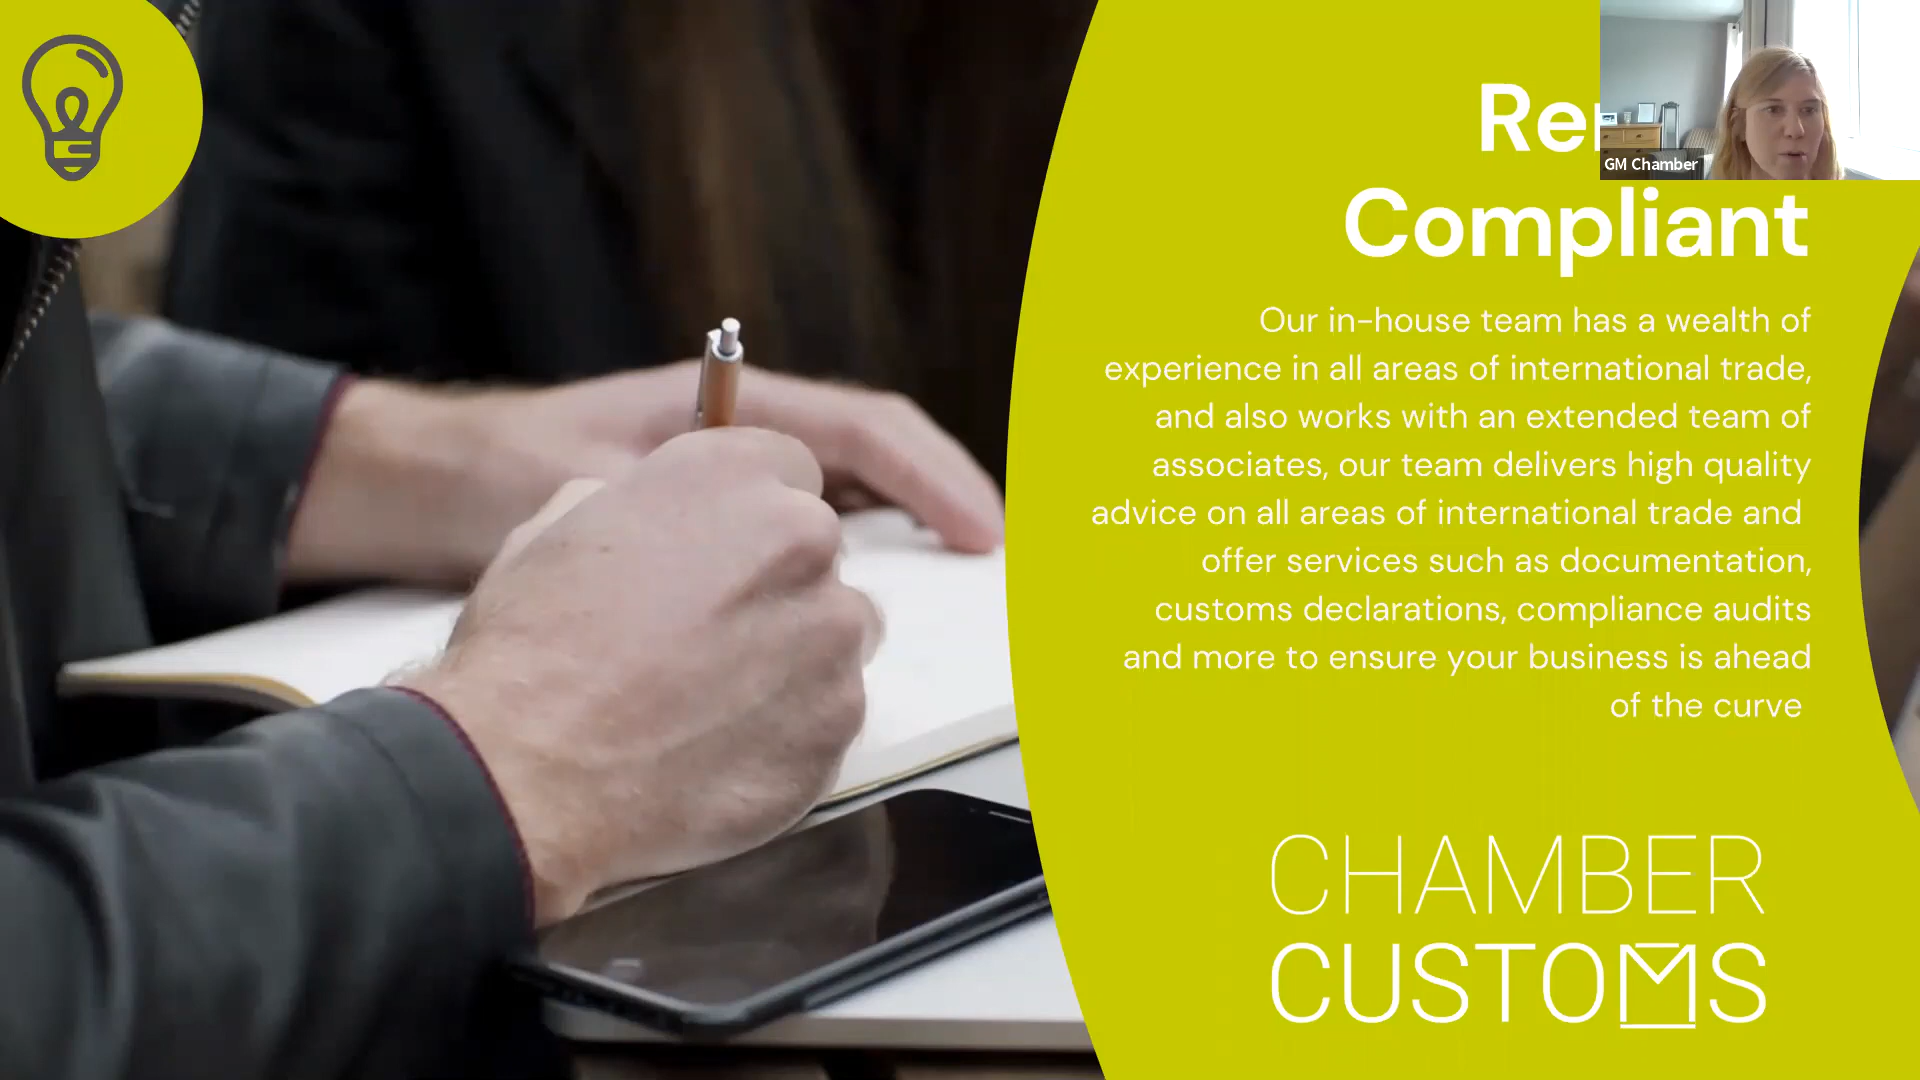 GM Chamber
Compliant
Our in-house team has a wealth of
experience in all areas of international trade,
and also works with an extended team of
associates, our team delivers high quality
advice on all areas of international trade and
offer services such as documentation,
customs declarations, compliance audits
and more to ensure your business is ahead
of the curve
CHAMBER
CUSTOMS